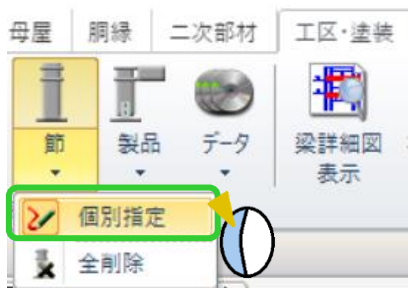 母屋 胴縁 二次部材 工区・塗装
節 製品 データ 梁詳細図表示
個別指定
全削除